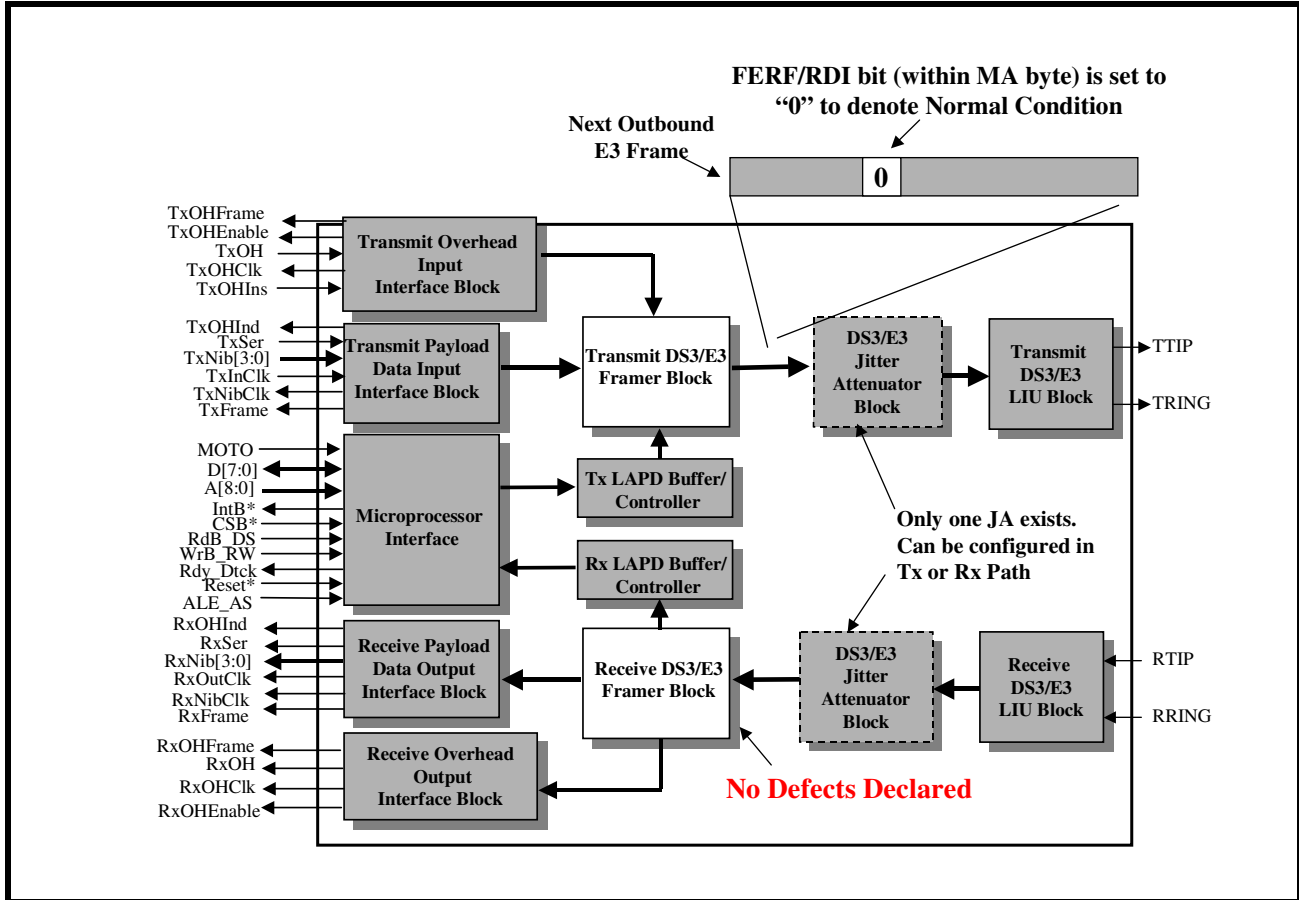 FERF/RDI bit (within MA byte) is set to
“0” to denote Normal Condition
Next Outbound
E3 Frame
0
TxOHFrame
TxOHEnable
TxOH
TxOHClk
TxOHIns
Transmit Overhead
Input
Interface Block
TxOHInd
TxSer
TxNib[3:0]
TxInClk
TxNibClk
TxFrame
Transmit Payload
Data Input
Interface Block
Transmit DS3/E3
Framer Block
DS3/E3
Jitter
Attenuator
Block
Transmit
DS3/E3
LIU Block
TTIP
TRING
MOTO
D[7:0]
A[8:0]
IntB*
CSB*
RdB_DS
WrB_RW
Rdy_Dtck
Reset*
ALE_AS
Microprocessor
Interface
Tx LAPD Buffer/
Controller
Rx LAPD Buffer/
Controller
Only one JA exists.
Can be configured in
Tx or Rx Path
RxOHInd
RxSer
RxNib[3:0]
RxOutClk
RxNibClk
RxFrame
Receive Payload
Data Output
Interface Block
Receive DS3/E3
Framer Block
DS3/E3
Jitter
Attenuator
Block
Receive
DS3/E3
LIU Block
RTIP
RRING
RxOHFrame
RxOH
RxOHClk
RxOHEnable
Receive Overhead
Output
Interface Block
No Defects Declared